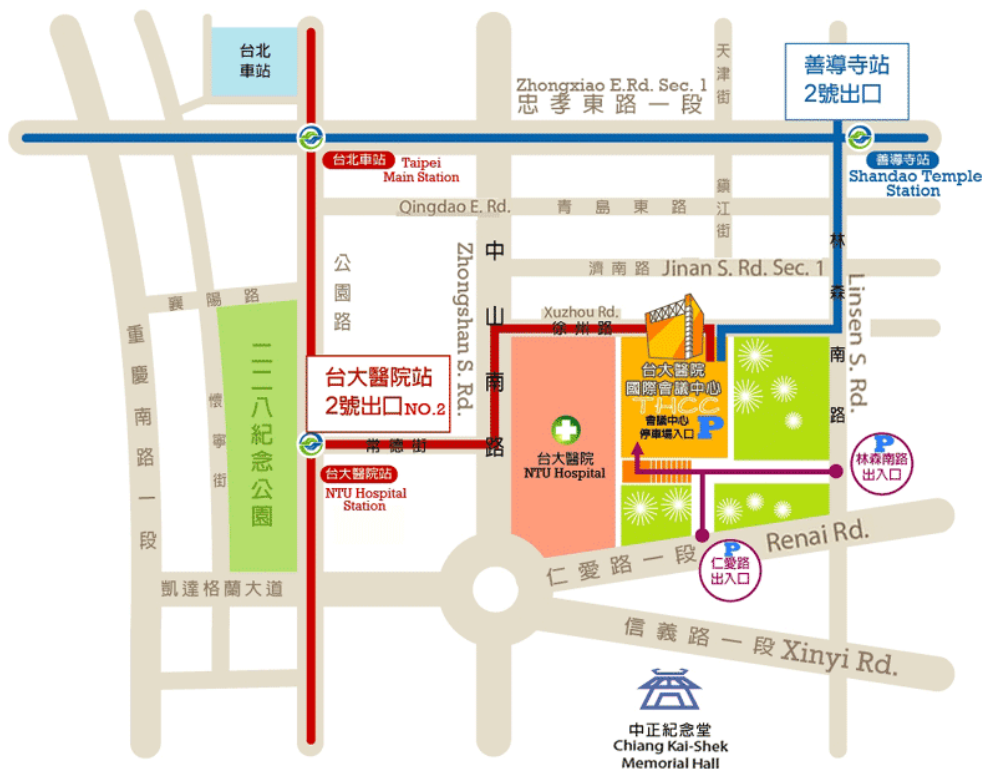 台北
車站
Zhongxiao E.Rd. Sec. 1
忠孝東路一段
天津街
善導寺站
2號出口
台北車站
Taipei
Main Station
善導寺站
Shandao Temple
Station
Qingdao E. Rd.
青島東路
鎮江街
公園路
Zhongshan S. Rd
中山南路
濟南路
Jinan S. Rd. Sec. 1
林森南路
Linsen S. Rd.
襄陽路
Xuzhou Rd.
徐州路
重慶南路一段
懷寧街
二二八紀念公園
台大醫院站
2號出口NO.2
常德街
台大醫院站
NTU Hospital
Station
台大醫院
NTU Hospital
台大醫院
國際會議中心
THCC
會議中心
停車場入口
P
P
林森南路
出入口
P
仁愛路
出入口
仁愛路一段
Renai Rd.
凱達格蘭大道
信義路一段
Xinyi Rd.
中正紀念堂
Chiang Kai-Shek
Memorial Hall